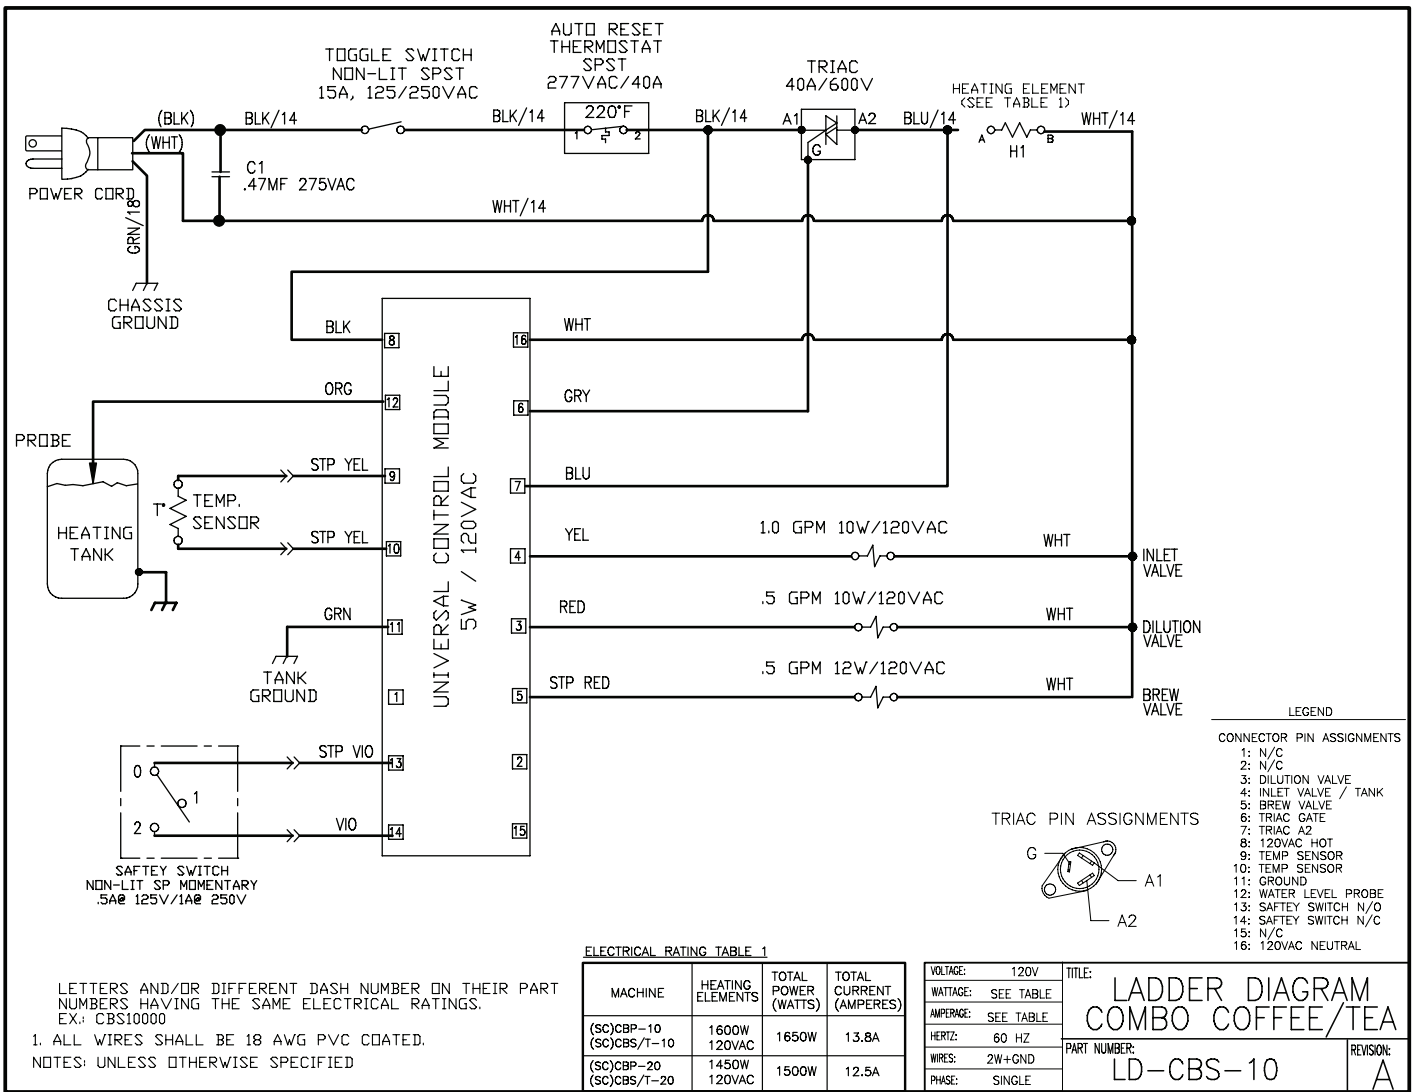 AUTO RESET
THERMOSTAT
SPST
277VAC/40A
TOGGLE SWITCH
NON-LIT SPST
15A, 125/250VAC
TRIAC
40A/600V
HEATING ELEMENT
(SEE TABLE 1)
(BLK)
BLK/14
BLK/14
220°F
1
2
BLK/14
A1
A2
G
BLU/14
A
B
H1
WHT/14
(WHT)
C1
.47MF 275VAC
POWER CORD
GRN/18
WHT/14
CHASSIS
GROUND
BLK
8
16
WHT
ORG
12
6
GRY
PROBE
HEATING
TANK
T°
TEMP.
SENSOR
STP YEL
9
7
BLU
STP YEL
10
4
YEL
1.0 GPM 10W/120VAC
WHT
INLET
VALVE
UNIVERSAL CONTROL MODULE
5W / 120VAC
GRN
11
3
RED
.5 GPM 10W/120VAC
WHT
DILUTION
VALVE
TANK
GROUND
1
5
STP RED
.5 GPM 12W/120VAC
WHT
BREW
VALVE
STP VIO
13
2
VIO
14
15
0
1
2
SAFTEY SWITCH
NON-LIT SP MOMENTARY
.5A@ 125V/1A@ 250V
LEGEND
CONNECTOR PIN ASSIGNMENTS
1: N/C
2: N/C
3: DILUTION VALVE
4: INLET VALVE / TANK
5: BREW VALVE
6: TRIAC GATE
7: TRIAC A2
8: 120VAC HOT
9: TEMP SENSOR
10: TEMP SENSOR
11: GROUND
12: WATER LEVEL PROBE
13: SAFTEY SWITCH N/O
14: SAFTEY SWITCH N/C
15: N/C
16: 120VAC NEUTRAL
TRIAC PIN ASSIGNMENTS
G
A1
A2
LETTERS AND/OR DIFFERENT DASH NUMBER ON THEIR PART
NUMBERS HAVING THE SAME ELECTRICAL RATINGS.
EX.: CBS10000
1. ALL WIRES SHALL BE 18 AWG PVC COATED.
NOTES: UNLESS OTHERWISE SPECIFIED
ELECTRICAL RATING TABLE 1
MACHINE
HEATING
ELEMENTS
TOTAL
POWER
(WATTS)
TOTAL
CURRENT
(AMPERES)
(SC)CBP-10
(SC)CBS/T-10
1600W
120VAC
1650W
13.8A
(SC)CBP-20
(SC)CBS/T-20
1450W
120VAC
1500W
12.5A
VOLTAGE: 120V
WATTAGE: SEE TABLE
AMPERAGE: SEE TABLE
HERTZ: 60 HZ
WIRES: 2W+GND
PHASE: SINGLE
TITLE:
LADDER DIAGRAM
COMBO COFFEE/TEA
PART NUMBER:
LD-CBS-10
REVISION:
A